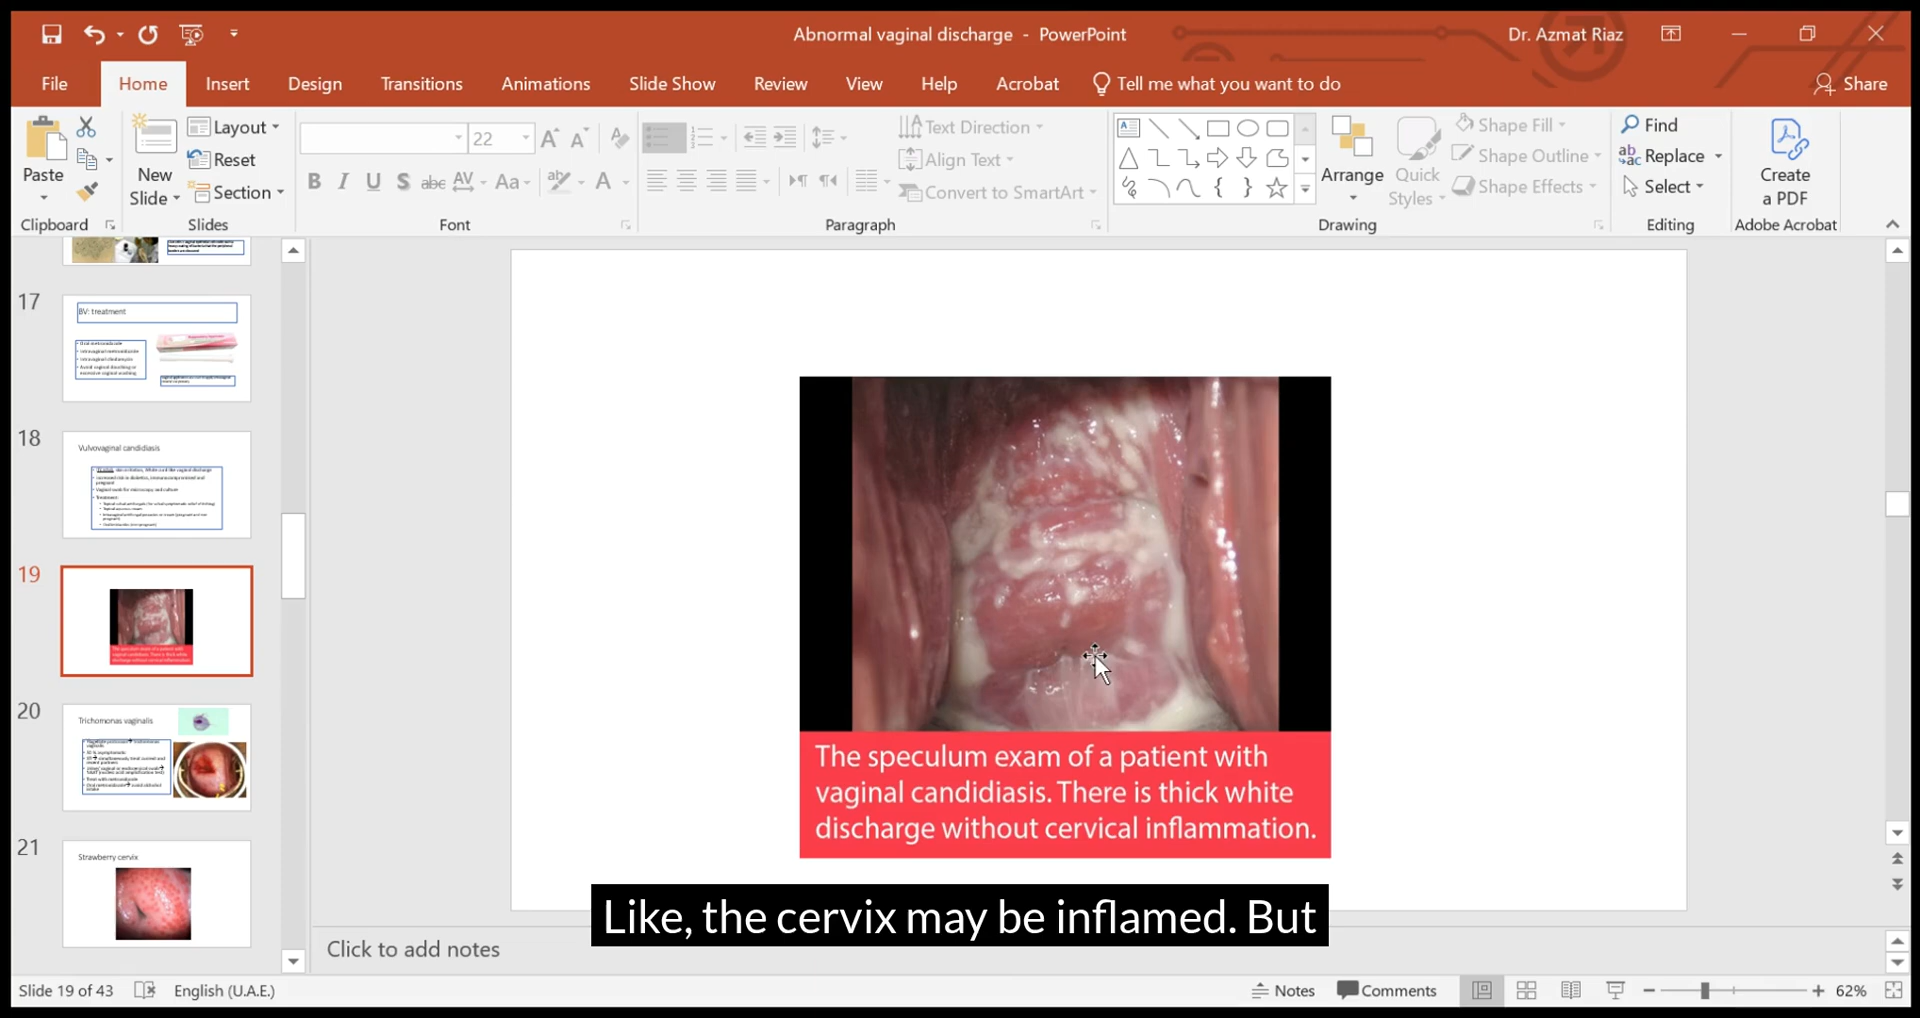 Abnormal vaginal discharge - PowerPoint
Dr. Azmat Riaz
File Home Insert Design Transitions Animations Slide Show Review View Help Acrobat Tell me what you want to do Share
Paste
Clipboard
New Slide
Layout
Reset
Section
Slides
22
B I U S abc AV Aa A
Font
Text Direction
Align Text
Convert to SmartArt
Paragraph
Arrange
Quick Styles
Shape Fill
Shape Outline
Shape Effects
Drawing
Find
Replace
Select
Editing
Create a PDF
Adobe Acrobat
17
BV: treatment
18
Vulvovaginal candidiasis
19
20
Trichomonas vaginalis
21
Strawberry cervix
The speculum exam of a patient with
vaginal candidiasis. There is thick white
discharge without cervical inflammation.
Like, the cervix may be inflamed. But
Click to add notes
Slide 19 of 43 English (U.A.E.) Notes Comments 62%